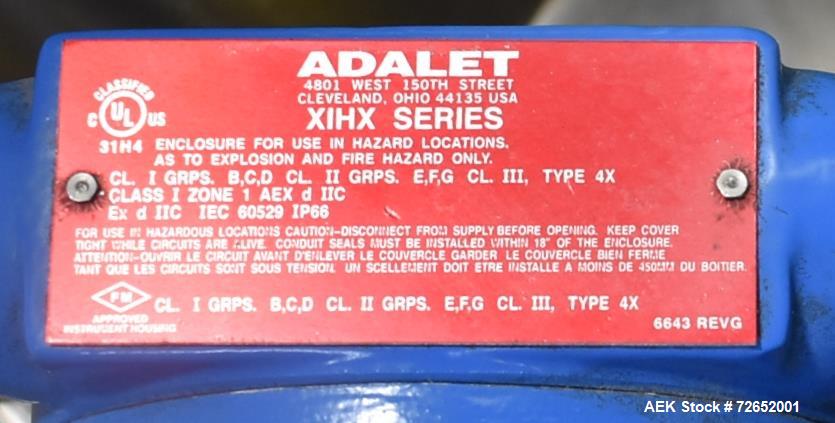 ADALET
4801 WEST 150TH STREET
CLEVELAND, OHIO 44135 USA
XIHX SERIES
CLASSIFIED
C UL US
31H4 ENCLOSURE FOR USE IN HAZARD LOCATIONS.
AS TO EXPLOSION AND FIRE HAZARD ONLY.
CL. I GRPS. B,C,D CL. II GRPS. E,F,G CL. III, TYPE 4X
CLASS I ZONE 1 AEX d IIC
Ex d IIC IEC 60529 IP66
FOR USE IN HAZARDOUS LOCATIONS CAUTION-DISCONNECT FROM SUPPLY BEFORE OPENING. KEEP COVER
TIGHT WHILE CIRCUITS ARE ALIVE. CONDUIT SEALS MUST BE INSTALLED WITHIN 18" OF THE ENCLOSURE.
ATTENTION-OUVRIR LE CIRCUIT AVANT D'ENLEVER LE COUVERCLE GARDER LE COUVERCLE BIEN FERME
TANT QUE LES CIRCUITS SONT SOUS TENSION. UN SCELLEMENT DOIT ETRE INSTALLE A MOINS DE 450MM DU BOITIER.
FM
APPROVED
INSTRUMENT HOUSING
CL. I GRPS. B,C,D CL. II GRPS. E,F,G CL. III, TYPE 4X
6643 REVG
AEK Stock #72652001